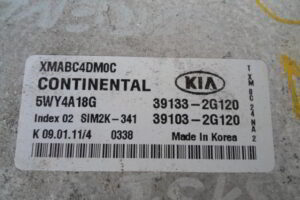 XMABC4DM0C
CONTINENTAL KIA
5WY4A18G 39133-2G120
Index 02 SIM2K-341 39103-2G120
K 09.01.11/4 0338 Made in Korea